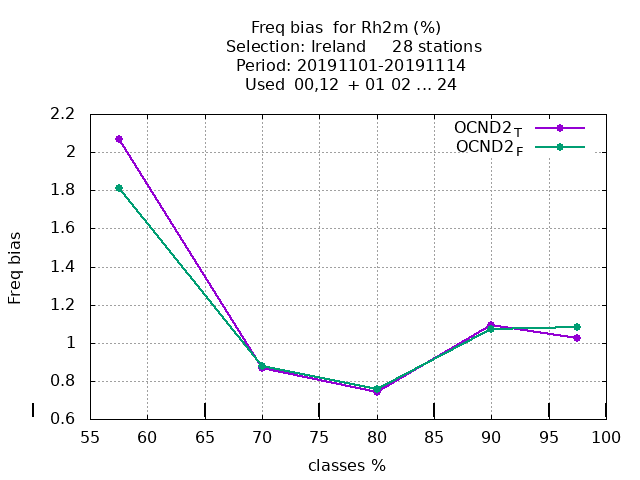 Freq bias  for Rh2m (%)
Selection: Ireland     28 stations
Period: 20191101-20191114
Used  00,12  + 01 02 ... 24
OCND2_T
OCND2_F
2.2
2
1.8
1.6
1.4
1.2
1
0.8
0.6
Freq bias
55 60 65 70 75 80 85 90 95 100
classes %